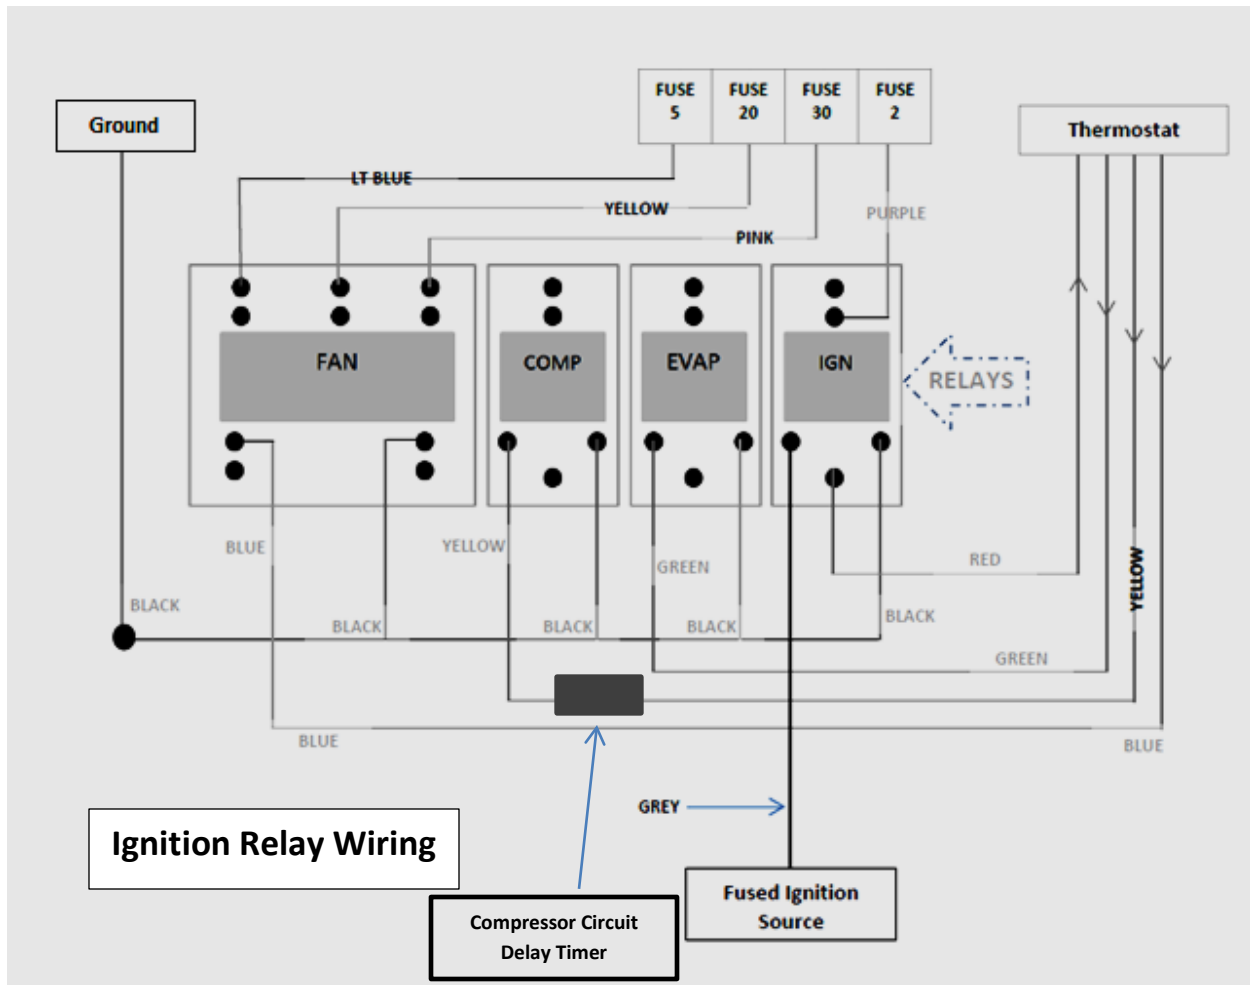 FUSE
5
FUSE
20
FUSE
30
FUSE
2
Ground
Thermostat
LT BLUE
YELLOW
PURPLE
PINK
FAN
COMP
EVAP
IGN
RELAYS
BLUE
YELLOW
GREEN
RED
YELLOW
BLACK
BLACK
BLACK
BLACK
BLACK
GREEN
BLUE
BLUE
GREY
Ignition Relay Wiring
Fused Ignition
Source
Compressor Circuit
Delay Timer